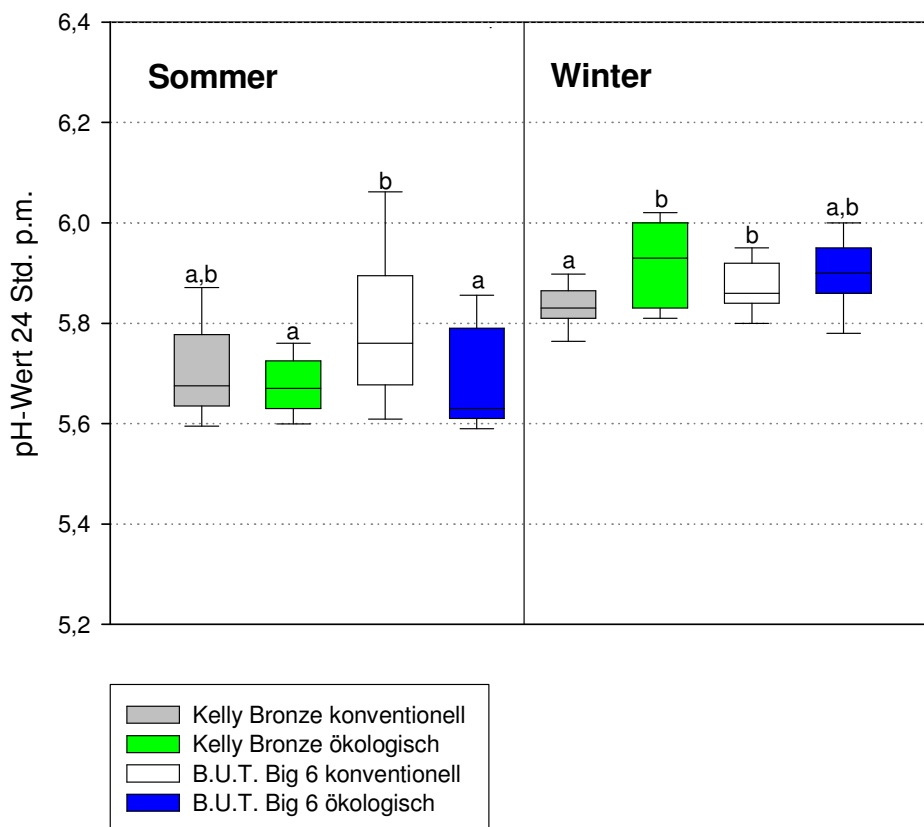 6,4
Sommer
Winter
6,2
b
b
a,b
6,0
b
a,b
a
a
a
5,8
5,6
5,4
5,2
pH-Wert 24 Std. p.m.
Kelly Bronze konventionell
Kelly Bronze ökologisch
B.U.T. Big 6 konventionell
B.U.T. Big 6 ökologisch